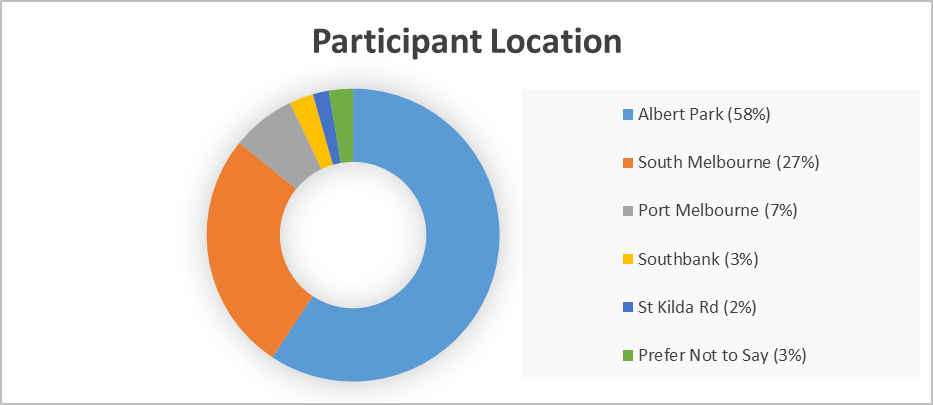 Participant Location
Albert Park (58%)
South Melbourne (27%)
Port Melbourne (7%)
Southbank (3%)
St Kilda Rd (2%)
Prefer Not to Say (3%)